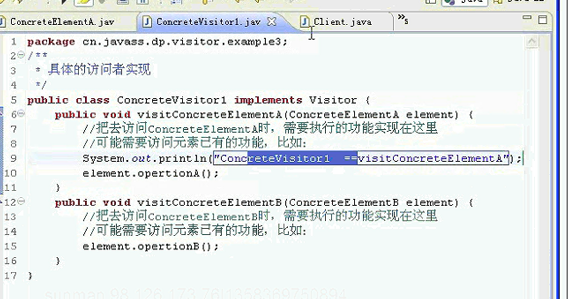 ConcreteElementA.jav ConcreteVisitor1.jav Client.java »5
1 package cn.javass.dp.visitor.example3;
2 /**
3 * 具体的访问者实现
4 */
5 public class ConcreteVisitor1 implements Visitor {
6 public void visitConcreteElementA(ConcreteElementA element) {
7 //把去访问ConcreteElementA时，需要执行的功能实现在这里
8 //可能需要访问元素已有的功能，比如：
9 System.out.println("ConcreteVisitor1 ==visitConcreteElementA");
10 element.opertionA();
11 }
12 public void visitConcreteElementB(ConcreteElementB element) {
13 //把去访问ConcreteElementB时，需要执行的功能实现在这里
14 //可能需要访问元素已有的功能，比如：
15 element.opertionB();
16 }
17 }